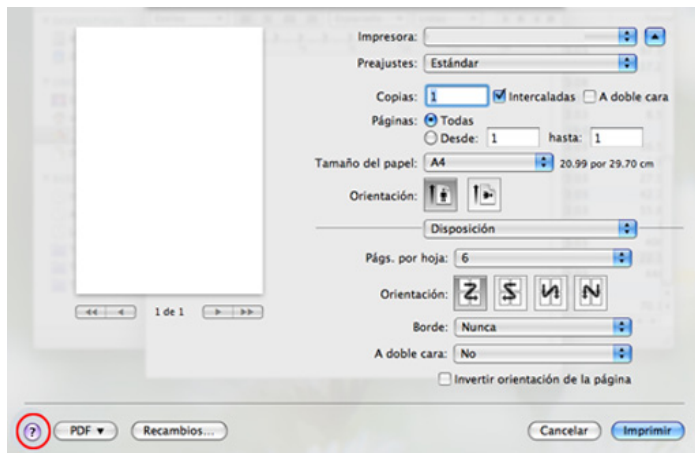 Impresora:
Preajustes: Estándar
Copias: 1 Intercaladas A doble cara
Páginas: Todas
Desde: 1 hasta: 1
Tamaño del papel: A4 20.99 por 29.70 cm
Orientación:
Disposición
Págs. por hoja: 6
Orientación:
1 de 1
Borde: Nunca
A doble cara: No
Invertir orientación de la página
? PDF Recambios... Cancelar Imprimir